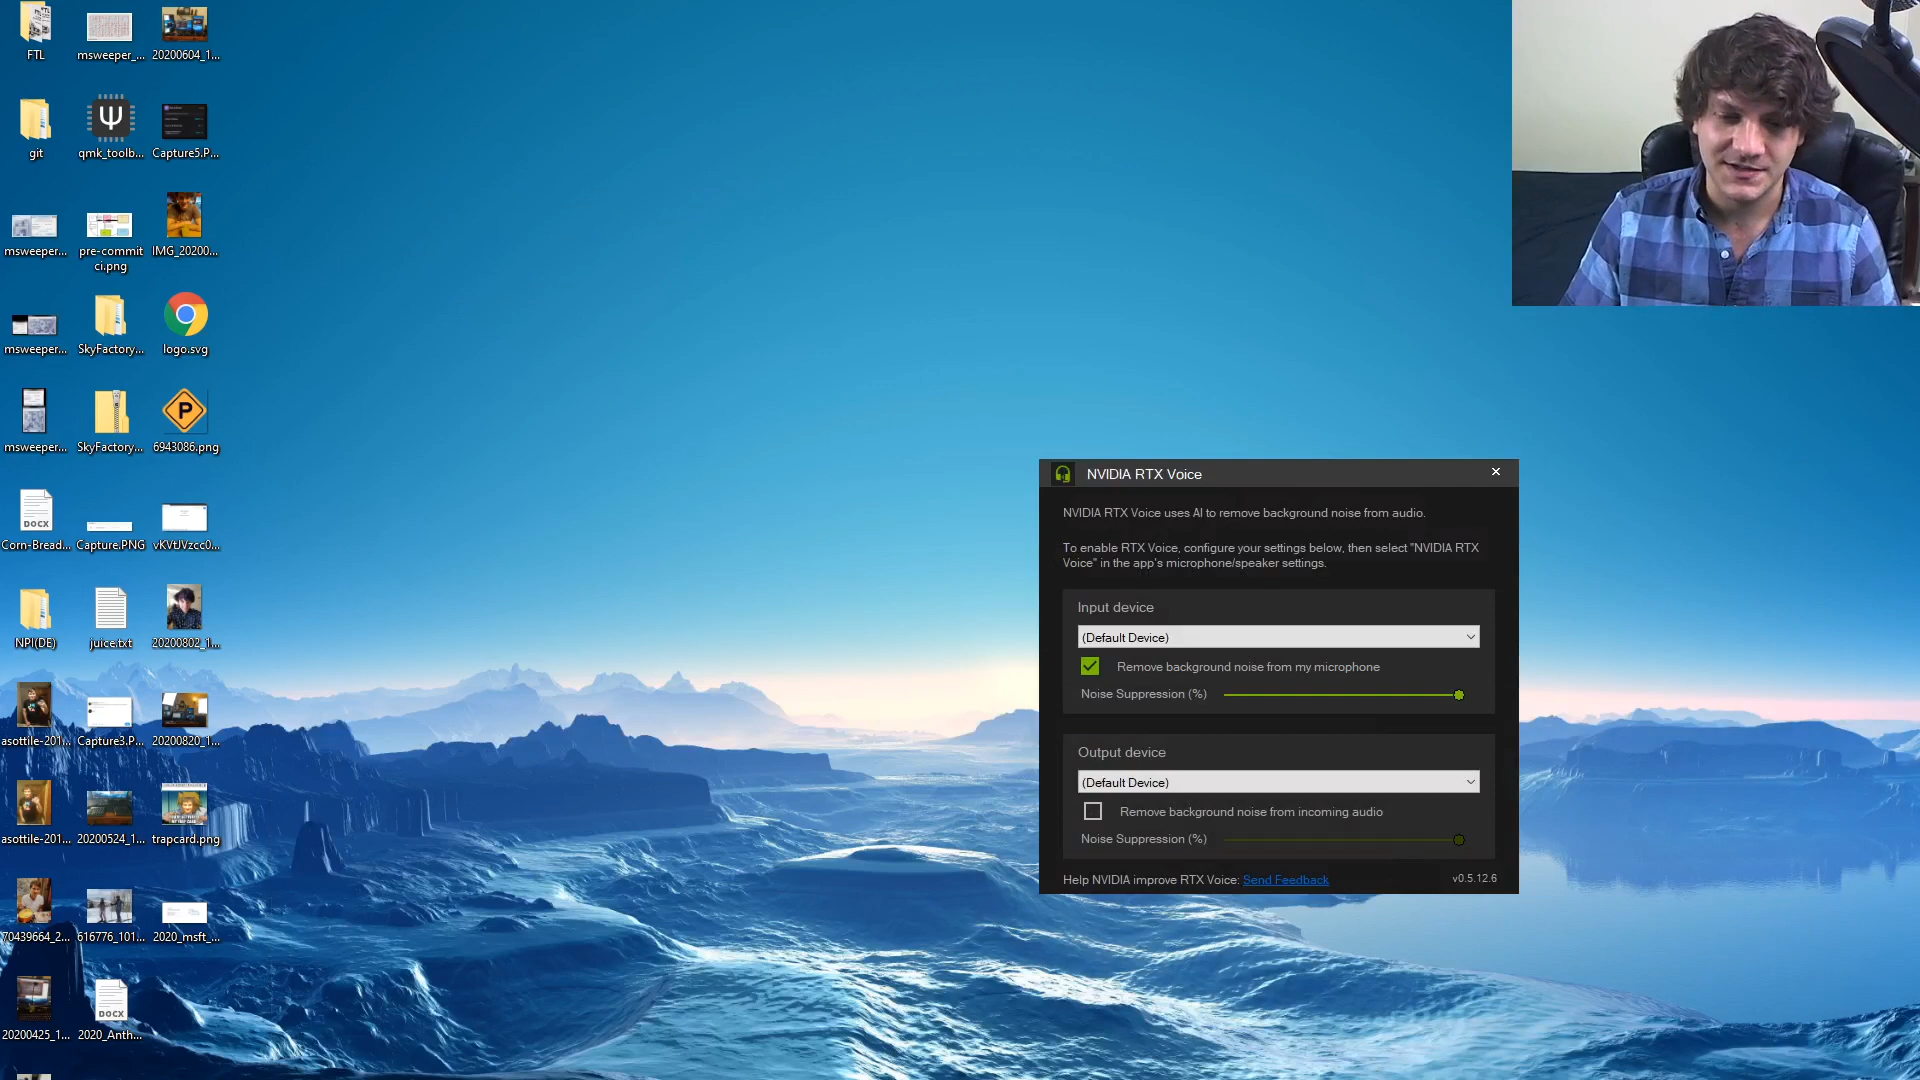 FTL
msweeper_...
20200604_1...
git
qmk_toolb...
Capture5.P...
msweeper...
pre-commit
ci.png
IMG_20200...
msweeper...
SkyFactory...
logo.svg
msweeper...
SkyFactory...
6943086.png
DOCX
Corn-Bread...
Capture.PNG
vKVtJVzcc0...
NPI(DE)
juice.txt
20200802_1...
asottile-201...
Capture3.P...
20200820_1...
asottile-201...
20200524_1...
trapcard.png
70439664_2...
616776_101...
2020_msft_...
20200425_1...
DOCX
2020_Anth...
NVIDIA RTX Voice
NVIDIA RTX Voice uses AI to remove background noise from audio.
To enable RTX Voice, configure your settings below, then select "NVIDIA RTX
Voice" in the app's microphone/speaker settings.
Input device
(Default Device)
Remove background noise from my microphone
Noise Suppression (%)
Output device
(Default Device)
Remove background noise from incoming audio
Noise Suppression (%)
Help NVIDIA improve RTX Voice: Send Feedback
v0.5.12.6